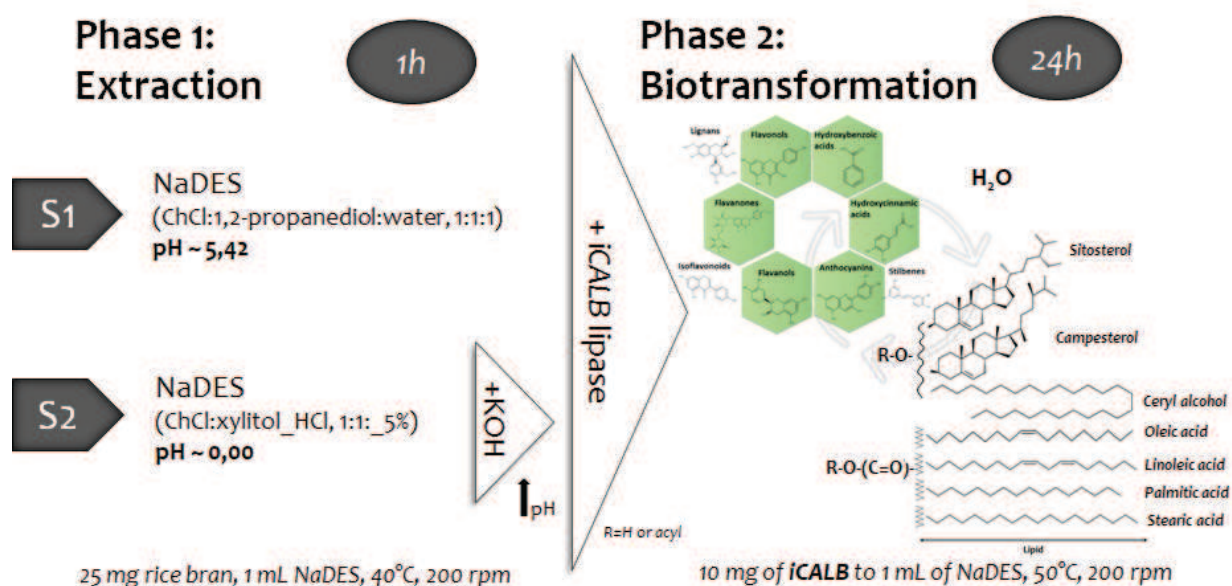 Phase 1:
Extraction
1h
S1
NaDES
(ChCl:1,2-propanediol:water, 1:1:1)
pH ~ 5,42
S2
NaDES
(ChCl:xylitol_HCl, 1:1:_5%)
pH ~ 0,00
+KOH
pH
25 mg rice bran, 1 mL NaDES, 40°C, 200 rpm
+ iCALB lipase
Phase 2:
Biotransformation
24h
Lignans
Flavonols
Hydroxybenzoic
acids
Flavanones
Hydroxycinnamic
acids
Isoflavonoids
Flavanols
Anthocyanins
Stilbenes
H₂O
Sitosterol
Campesterol
R-O-
Ceryl alcohol
Oleic acid
R-O-(C=O)-
Linoleic acid
Palmitic acid
Stearic acid
R=H or acyl
Lipid
10 mg of iCALB to 1 mL of NaDES, 50°C, 200 rpm